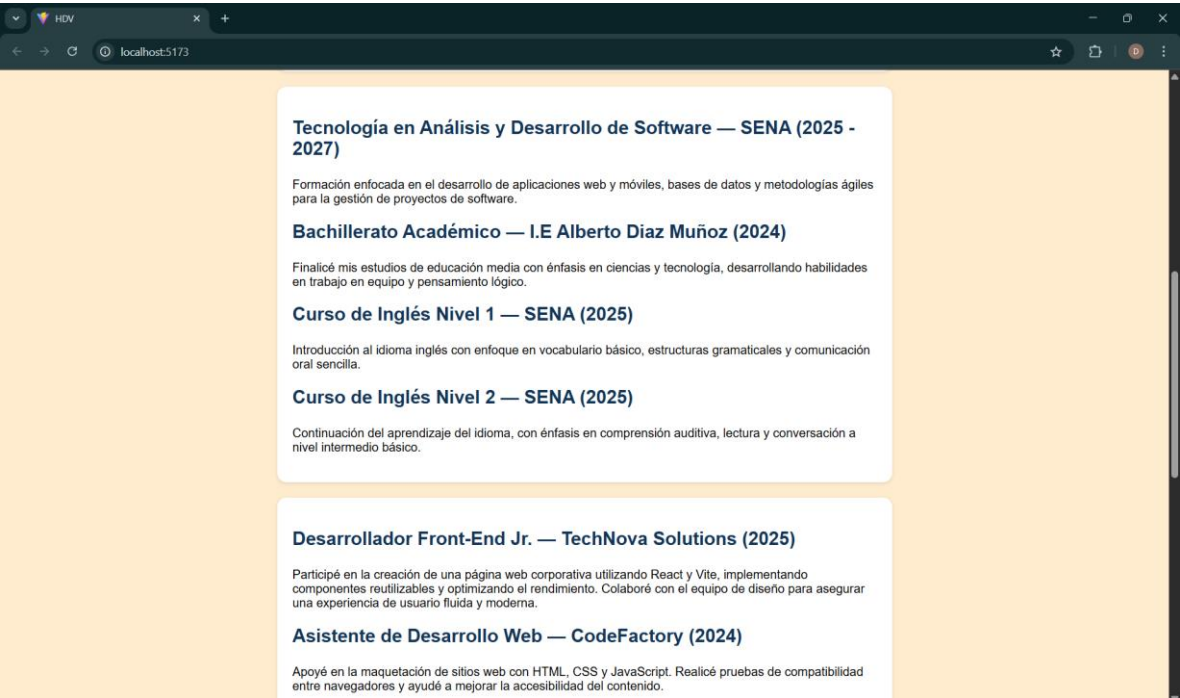 HDV
localhost:5173
D
Tecnología en Análisis y Desarrollo de Software — SENA (2025 -
2027)
Formación enfocada en el desarrollo de aplicaciones web y móviles, bases de datos y metodologías ágiles
para la gestión de proyectos de software.
Bachillerato Académico — I.E Alberto Diaz Muñoz (2024)
Finalicé mis estudios de educación media con énfasis en ciencias y tecnología, desarrollando habilidades
en trabajo en equipo y pensamiento lógico.
Curso de Inglés Nivel 1 — SENA (2025)
Introducción al idioma inglés con enfoque en vocabulario básico, estructuras gramaticales y comunicación
oral sencilla.
Curso de Inglés Nivel 2 — SENA (2025)
Continuación del aprendizaje del idioma, con énfasis en comprensión auditiva, lectura y conversación a
nivel intermedio básico.
Desarrollador Front-End Jr. — TechNova Solutions (2025)
Participé en la creación de una página web corporativa utilizando React y Vite, implementando
componentes reutilizables y optimizando el rendimiento. Colaboré con el equipo de diseño para asegurar
una experiencia de usuario fluida y moderna.
Asistente de Desarrollo Web — CodeFactory (2024)
Apoyé en la maquetación de sitios web con HTML, CSS y JavaScript. Realicé pruebas de compatibilidad
entre navegadores y ayudé a mejorar la accesibilidad del contenido.